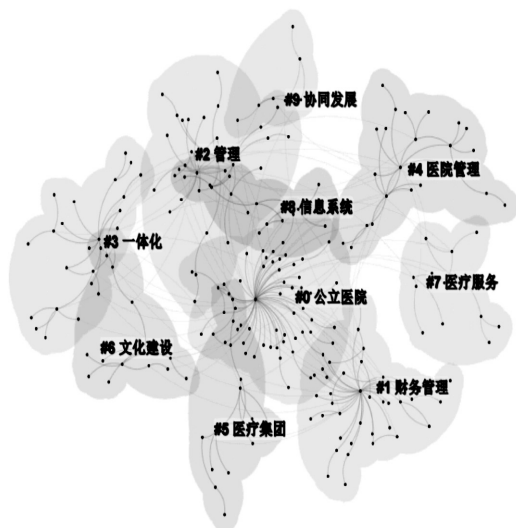 #9 协同发展
#2 管理
#4 医院管理
#8 信息系统
#3 一体化
#7 医疗服务
#0 公立医院
#6 文化建设
#1 财务管理
#5 医疗集团